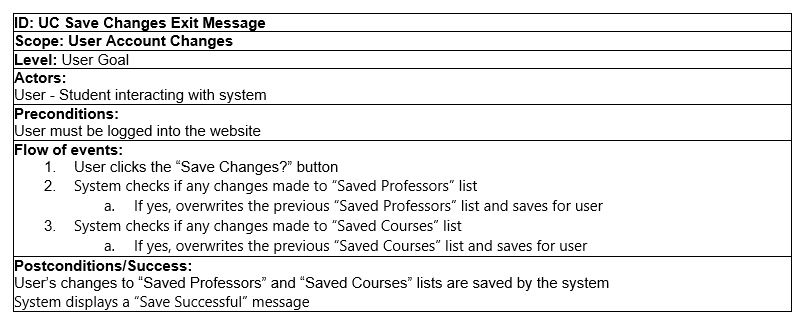 ID: UC Save Changes Exit Message
Scope: User Account Changes
Level: User Goal
Actors:
User - Student interacting with system
Preconditions:
User must be logged into the website
Flow of events:
1. User clicks the “Save Changes?” button
2. System checks if any changes made to “Saved Professors” list
a. If yes, overwrites the previous “Saved Professors” list and saves for user
3. System checks if any changes made to “Saved Courses” list
a. If yes, overwrites the previous “Saved Courses” list and saves for user
Postconditions/Success:
User’s changes to “Saved Professors” and “Saved Courses” lists are saved by the system
System displays a “Save Successful” message